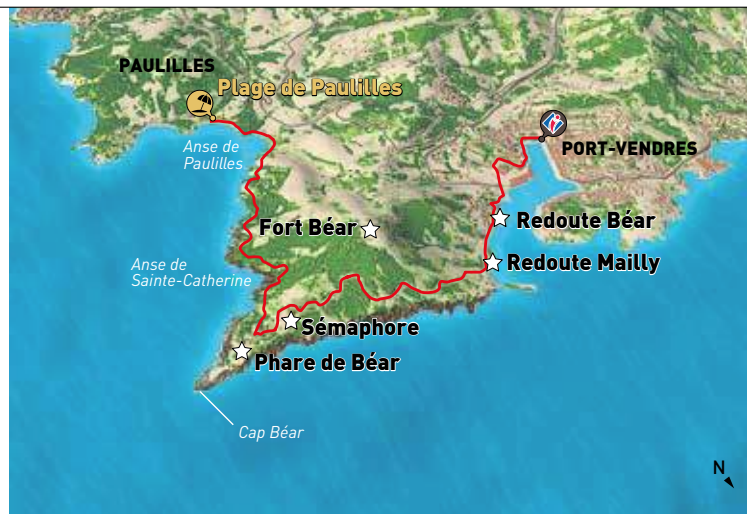 PAULILLES
Plage de Paulilles
PORT-VENDRES
Anse de
Paulilles
Redoute Béar
Fort Béar
Redoute Mailly
Anse de
Sainte-Catherine
Sémaphore
Phare de Béar
Cap Béar
N